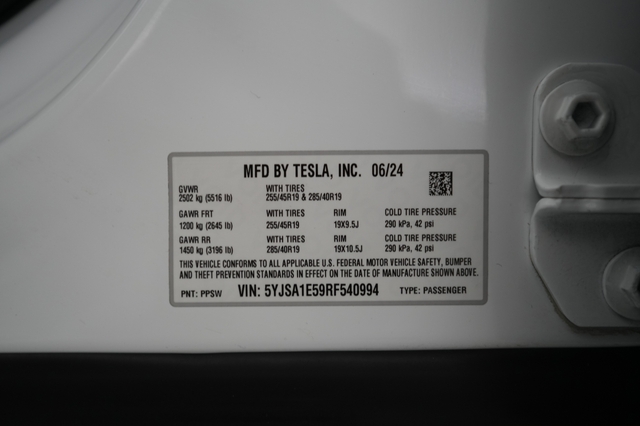 MFD BY TESLA, INC. 06/24
GVWR WITH TIRES
2502 kg (5516 lb) 255/45R19 & 285/40R19
GAWR FRT WITH TIRES RIM COLD TIRE PRESSURE
1200 kg (2645 lb) 255/45R19 19X9.5J 290 kPa, 42 psi
GAWR RR WITH TIRES RIM COLD TIRE PRESSURE
1450 kg (3196 lb) 285/40R19 19X10.5J 290 kPa, 42 psi
THIS VEHICLE CONFORMS TO ALL APPLICABLE U.S. FEDERAL MOTOR VEHICLE SAFETY, BUMPER
AND THEFT PREVENTION STANDARDS IN EFFECT ON THE DATE OF MANUFACTURE SHOWN ABOVE.
PNT: PPSW VIN: 5YJSA1E59RF540994 TYPE: PASSENGER